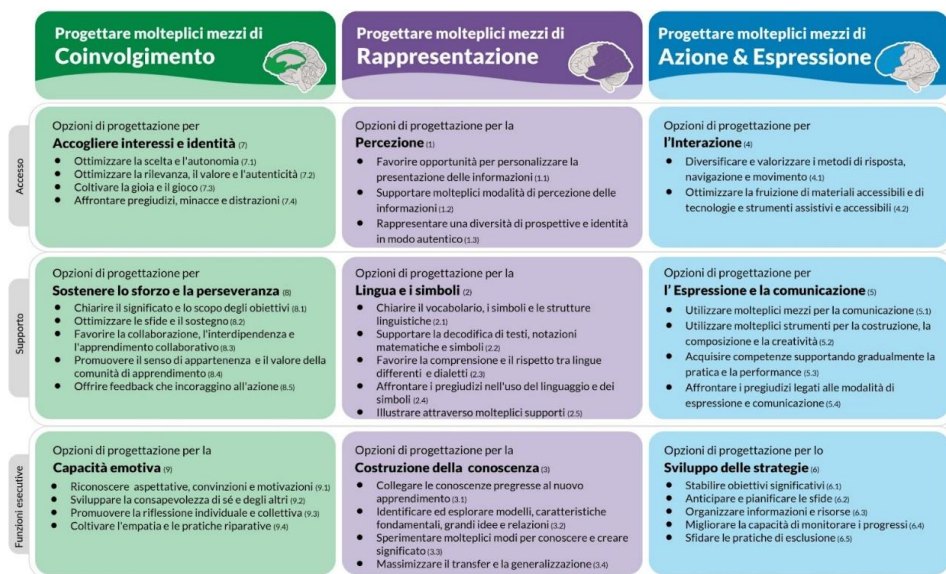 Progettare molteplici mezzi di
Coinvolgimento
Progettare molteplici mezzi di
Rappresentazione
Progettare molteplici mezzi di
Azione & Espressione
Accesso
Opzioni di progettazione per
Accogliere interessi e identità (7)
● Ottimizzare la scelta e l'autonomia (7.1)
● Ottimizzare la rilevanza, il valore e l'autenticità (7.2)
● Coltivare la gioia e il gioco (7.3)
● Affrontare pregiudizi, minacce e distrazioni (7.4)
Opzioni di progettazione per la
Percezione (1)
● Favorire opportunità per personalizzare la
presentazione delle informazioni (1.1)
● Supportare molteplici modalità di percezione delle
informazioni (1.2)
● Rappresentare una diversità di prospettive e identità
in modo autentico (1.3)
Opzioni di progettazione per
l'Interazione (4)
● Diversificare e valorizzare i metodi di risposta,
navigazione e movimento (4.1)
● Ottimizzare la fruizione di materiali accessibili e di
tecnologie e strumenti assistivi e accessibili (4.2)
Supporto
Opzioni di progettazione per
Sostenere lo sforzo e la perseveranza (8)
● Chiarire il significato e lo scopo degli obiettivi (8.1)
● Ottimizzare le sfide e il sostegno (8.2)
● Favorire la collaborazione, l'interdipendenza e
l'apprendimento collaborativo (8.3)
● Promuovere il senso di appartenenza e il valore della
comunità di apprendimento (8.4)
● Offrire feedback che incoraggino all'azione (8.5)
Opzioni di progettazione per la
Lingua e i simboli (2)
● Chiarire il vocabolario, i simboli e le strutture
linguistiche (2.1)
● Supportare la decodifica di testi, notazioni
matematiche e simboli (2.2)
● Favorire la comprensione e il rispetto tra lingue
differenti e dialetti (2.3)
● Affrontare i pregiudizi nell'uso del linguaggio e dei
simboli (2.4)
● Illustrare attraverso molteplici supporti (2.5)
Opzioni di progettazione per
l' Espressione e la comunicazione (5)
● Utilizzare molteplici mezzi per la comunicazione (5.1)
● Utilizzare molteplici strumenti per la costruzione, la
composizione e la creatività (5.2)
● Acquisire competenze supportando gradualmente la
pratica e la performance (5.3)
● Affrontare i pregiudizi legati alle modalità di
espressione e comunicazione (5.4)
Funzioni esecutive
Opzioni di progettazione per la
Capacità emotiva (9)
● Riconoscere aspettative, convinzioni e motivazioni (9.1)
● Sviluppare la consapevolezza di sé e degli altri (9.2)
● Promuovere la riflessione individuale e collettiva (9.3)
● Coltivare l'empatia e le pratiche riparative (9.4)
Opzioni di progettazione per la
Costruzione della conoscenza (3)
● Collegare le conoscenze pregresse al nuovo
apprendimento (3.1)
● Identificare ed esplorare modelli, caratteristiche
fondamentali, grandi idee e relazioni (3.2)
● Sperimentare molteplici modi per conoscere e creare
significato (3.3)
● Massimizzare il transfer e la generalizzazione (3.4)
Opzioni di progettazione per lo
Sviluppo delle strategie (6)
● Stabilire obiettivi significativi (6.1)
● Anticipare e pianificare le sfide (6.2)
● Organizzare informazioni e risorse (6.3)
● Migliorare la capacità di monitorare i progressi (6.4)
● Sfidare le pratiche di esclusione (6.5)